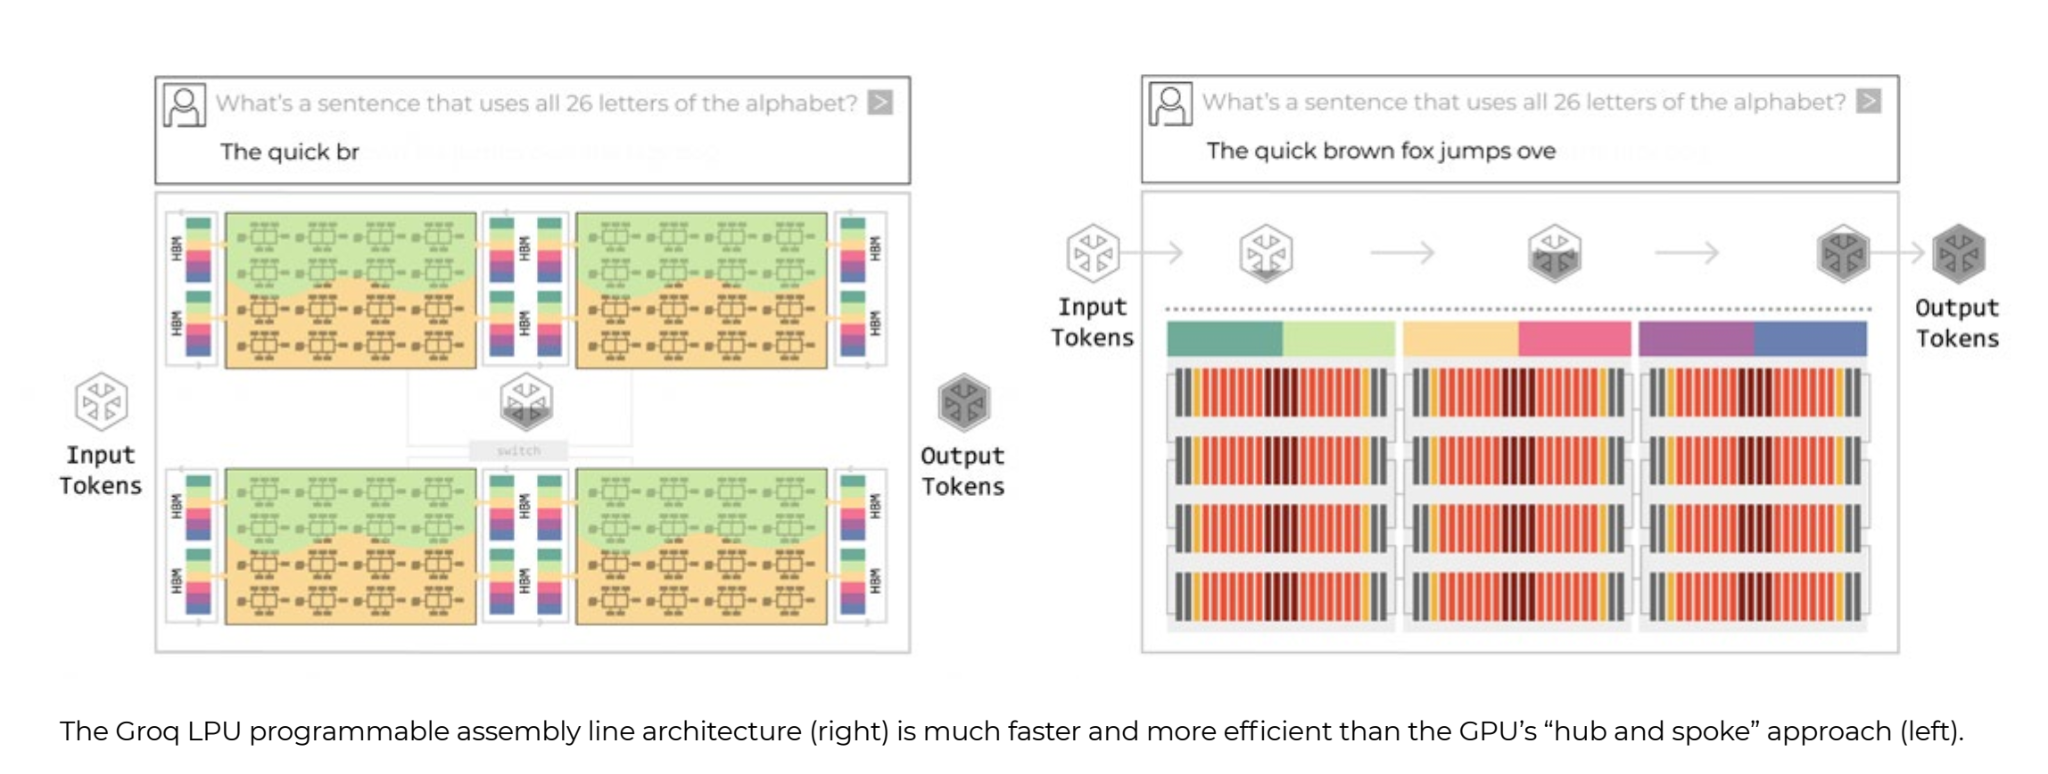 What's a sentence that uses all 26 letters of the alphabet? >
The quick br
HBM
HBM
HBM
HBM
HBM
HBM
Input
Tokens
switch
Output
Tokens
HBM
HBM
HBM
HBM
HBM
HBM
What's a sentence that uses all 26 letters of the alphabet? >
The quick brown fox jumps ove
Input
Tokens
Output
Tokens
The Groq LPU programmable assembly line architecture (right) is much faster and more efficient than the GPU's “hub and spoke” approach (left).